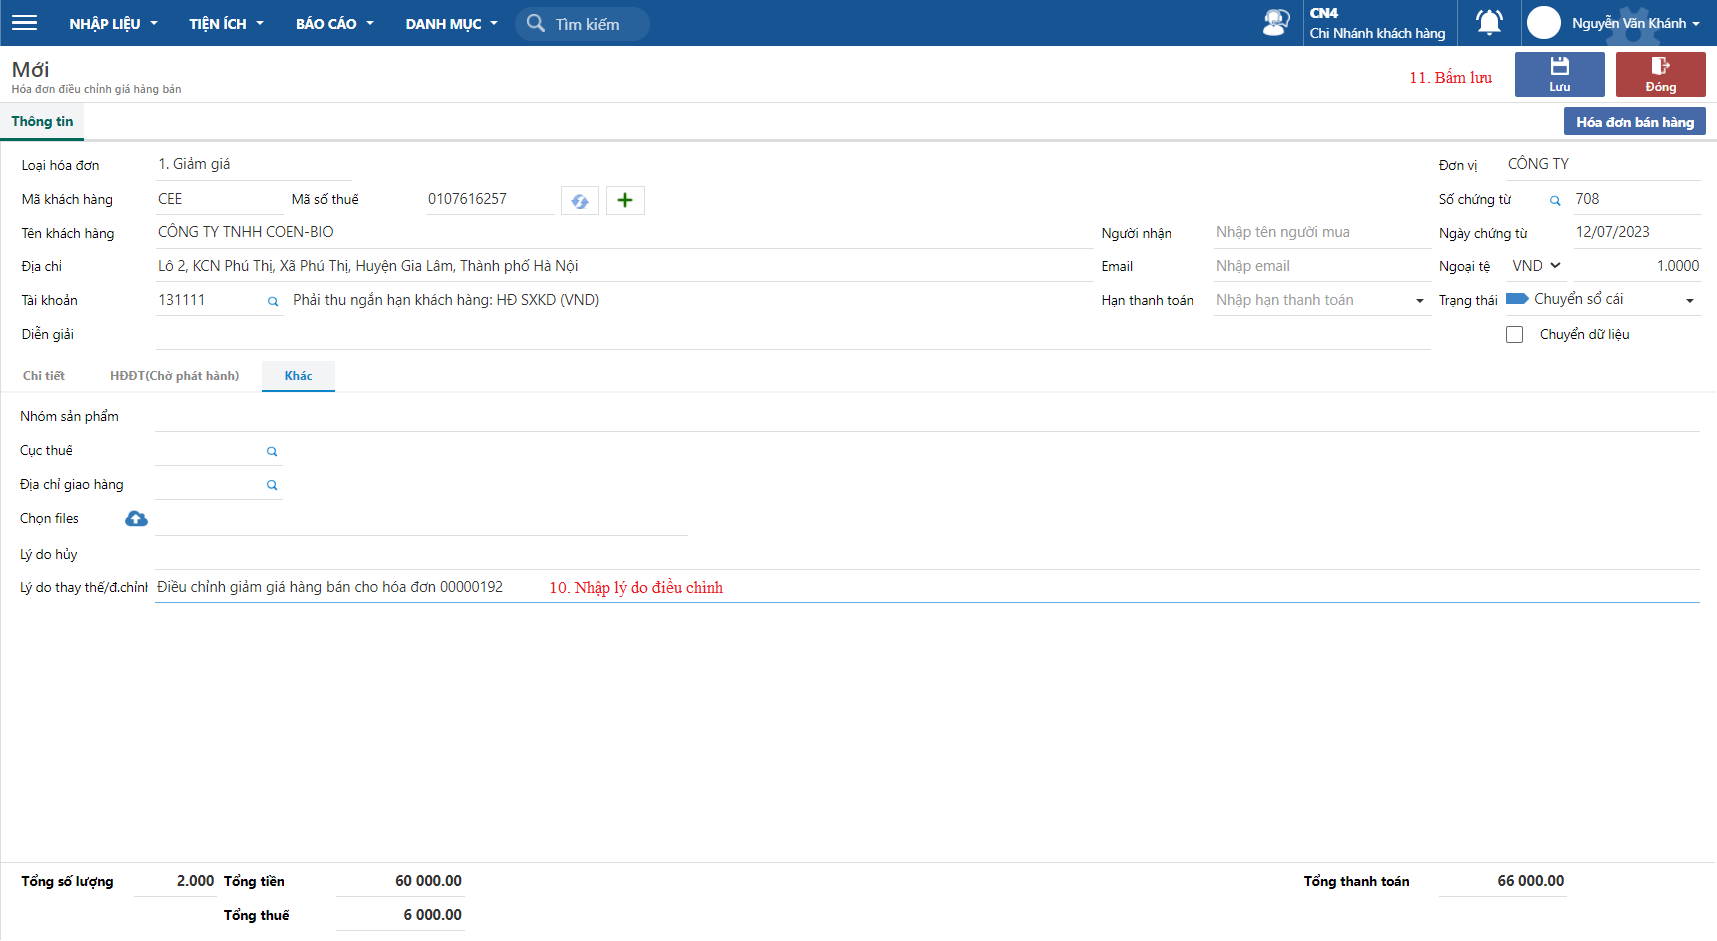 NHẬP LIỆU TIỆN ÍCH BÁO CÁO DANH MỤC Tìm kiếm CN4 Nguyễn Văn Khánh
Chi Nhánh khách hàng
Mới
Hóa đơn điều chỉnh giá hàng bán
11. Bấm lưu
Lưu Đóng
Thông tin Hóa đơn bán hàng
Loại hóa đơn 1. Giảm giá Đơn vị CÔNG TY
Mã khách hàng CEE Mã số thuế 0107616257 Số chứng từ 708
Tên khách hàng CÔNG TY TNHH COEN-BIO Người nhận Nhập tên người mua Ngày chứng từ 12/07/2023
Địa chỉ Lô 2, KCN Phú Thị, Xã Phú Thị, Huyện Gia Lâm, Thành phố Hà Nội Email Nhập email Ngoại tệ VND 1.0000
Tài khoản 131111 Phải thu ngắn hạn khách hàng: HĐ SXKD (VND) Hạn thanh toán Nhập hạn thanh toán Trạng thái Chuyển sổ cái
Diễn giải Chuyển dữ liệu
Chi tiết HĐĐT(Chờ phát hành) Khác
Nhóm sản phẩm
Cục thuế
Địa chỉ giao hàng
Chọn files
Lý do hủy
Lý do thay thế/đ.chỉnh Điều chỉnh giảm giá hàng bán cho hóa đơn 00000192 10. Nhập lý do điều chỉnh
Tổng số lượng 2.000 Tổng tiền 60 000.00 Tổng thanh toán 66 000.00
Tổng thuế 6 000.00